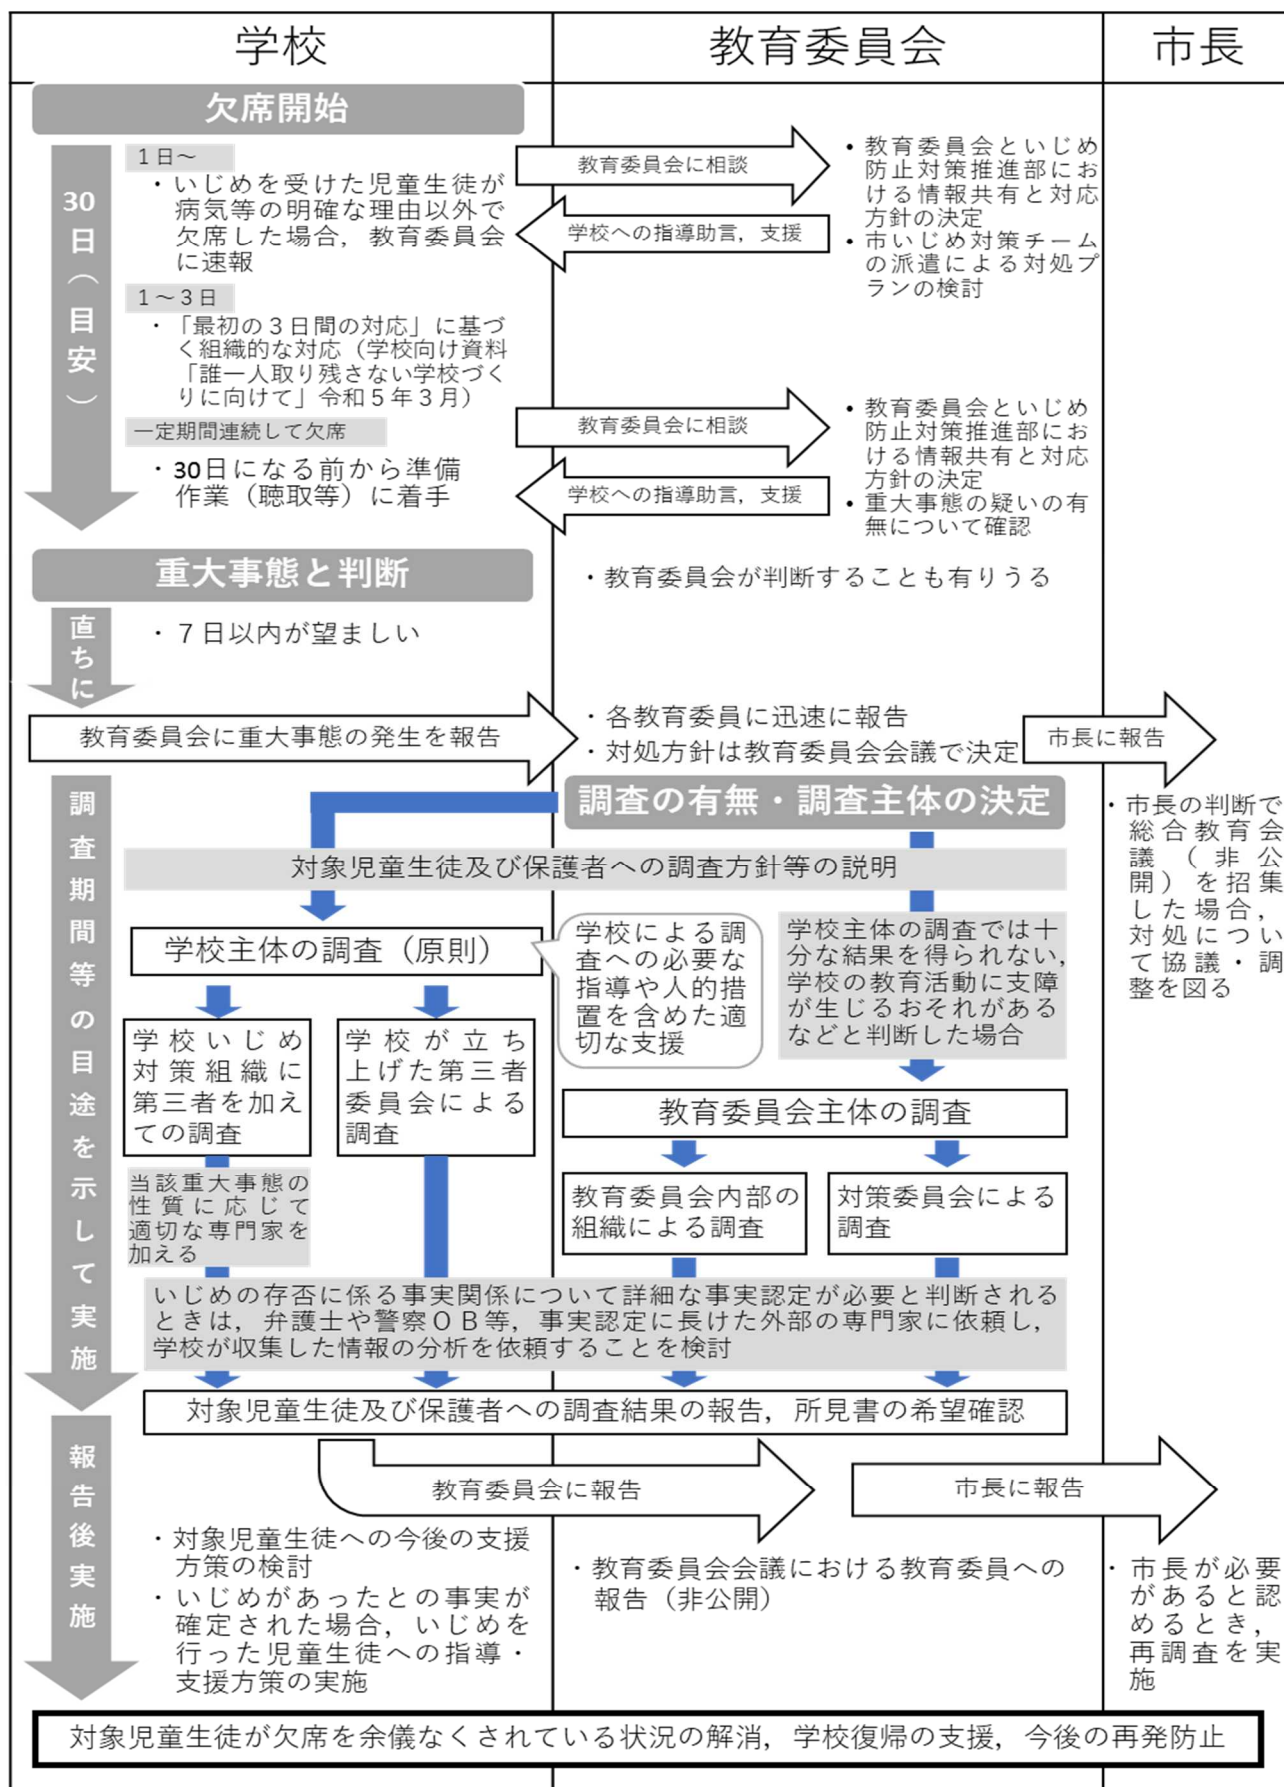 学校
教育委員会
市長
欠席開始
30日（目安）
１日～
・いじめを受けた児童生徒が
病気等の明確な理由以外で
欠席した場合，教育委員会
に速報
教育委員会に相談
学校への指導助言，支援
• 教育委員会といじめ
防止対策推進部にお
ける情報共有と対応
方針の決定
• 市いじめ対策チーム
の派遣による対処プ
ランの検討
１～３日
・「最初の３日間の対応」に基づ
く組織的な対応（学校向け資料
「誰一人取り残さない学校づく
りに向けて」令和５年３月）
一定期間連続して欠席
・30日になる前から準備
作業（聴取等）に着手
教育委員会に相談
学校への指導助言，支援
• 教育委員会といじめ
防止対策推進部にお
ける情報共有と対応
方針の決定
• 重大事態の疑いの有
無について確認
重大事態と判断
・教育委員会が判断することも有りうる
直ちに
・７日以内が望ましい
教育委員会に重大事態の発生を報告
・各教育委員に迅速に報告
・対処方針は教育委員会会議で決定
市長に報告
調査期間等の目途を示して実施
調査の有無・調査主体の決定
・市長の判断で
総合教育会
議（非公
開）を招集
した場合，
対処につい
て協議・調
整を図る
対象児童生徒及び保護者への調査方針等の説明
学校主体の調査（原則）
学校による調
査への必要な
指導や人的措
置を含めた適
切な支援
学校主体の調査では十
分な結果を得られない，
学校の教育活動に支障
が生じるおそれがある
などと判断した場合
学校いじめ
対策組織に
第三者を加え
ての調査
学校が立ち
上げた第三者
委員会による
調査
教育委員会主体の調査
当該重大事態の
性質に応じて
適切な専門家を
加える
教育委員会内部の
組織による調査
対策委員会による
調査
いじめの存否に係る事実関係について詳細な事実認定が必要と判断される
ときは，弁護士や警察ＯＢ等，事実認定に長けた外部の専門家に依頼し，
学校が収集した情報の分析を依頼することを検討
対象児童生徒及び保護者への調査結果の報告，所見書の希望確認
報告後実施
教育委員会に報告
市長に報告
・対象児童生徒への今後の支援
方策の検討
・いじめがあったとの事実が
確定された場合，いじめを
行った児童生徒への指導・
支援方策の実施
・教育委員会会議における教育委員への
報告（非公開）
・市長が必要
があると認
めるとき，
再調査を実
施
対象児童生徒が欠席を余儀なくされている状況の解消，学校復帰の支援，今後の再発防止